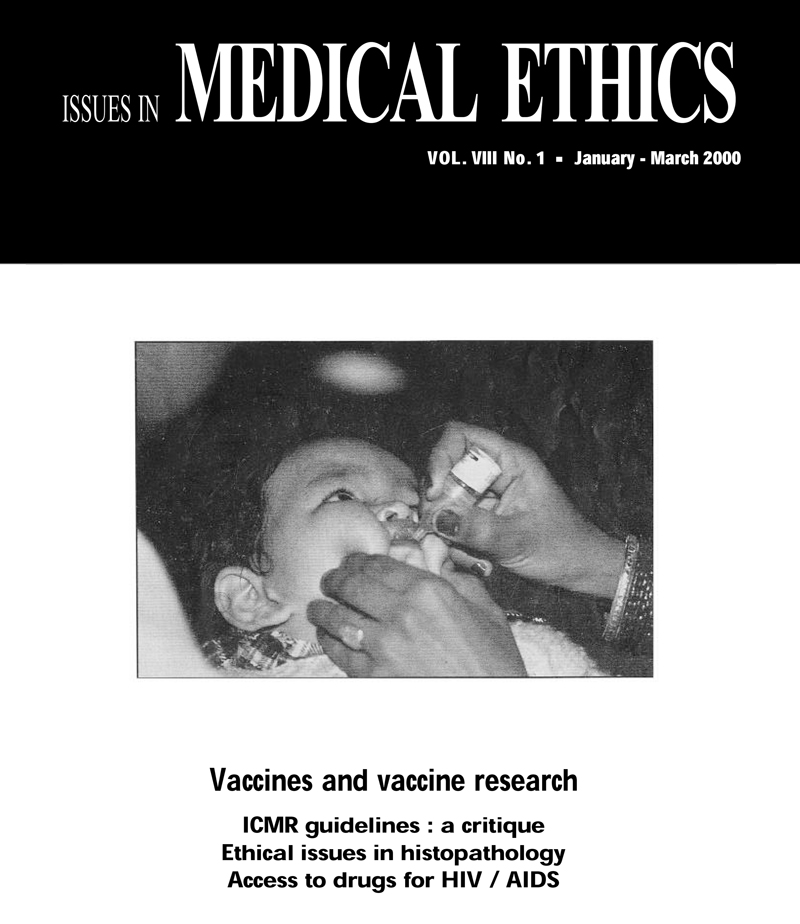 ISSUES IN MEDICAL ETHICS
VOL. VIII No. 1 ▪ January - March 2000
Vaccines and vaccine research
ICMR guidelines : a critique
Ethical issues in histopathology
Access to drugs for HIV / AIDS